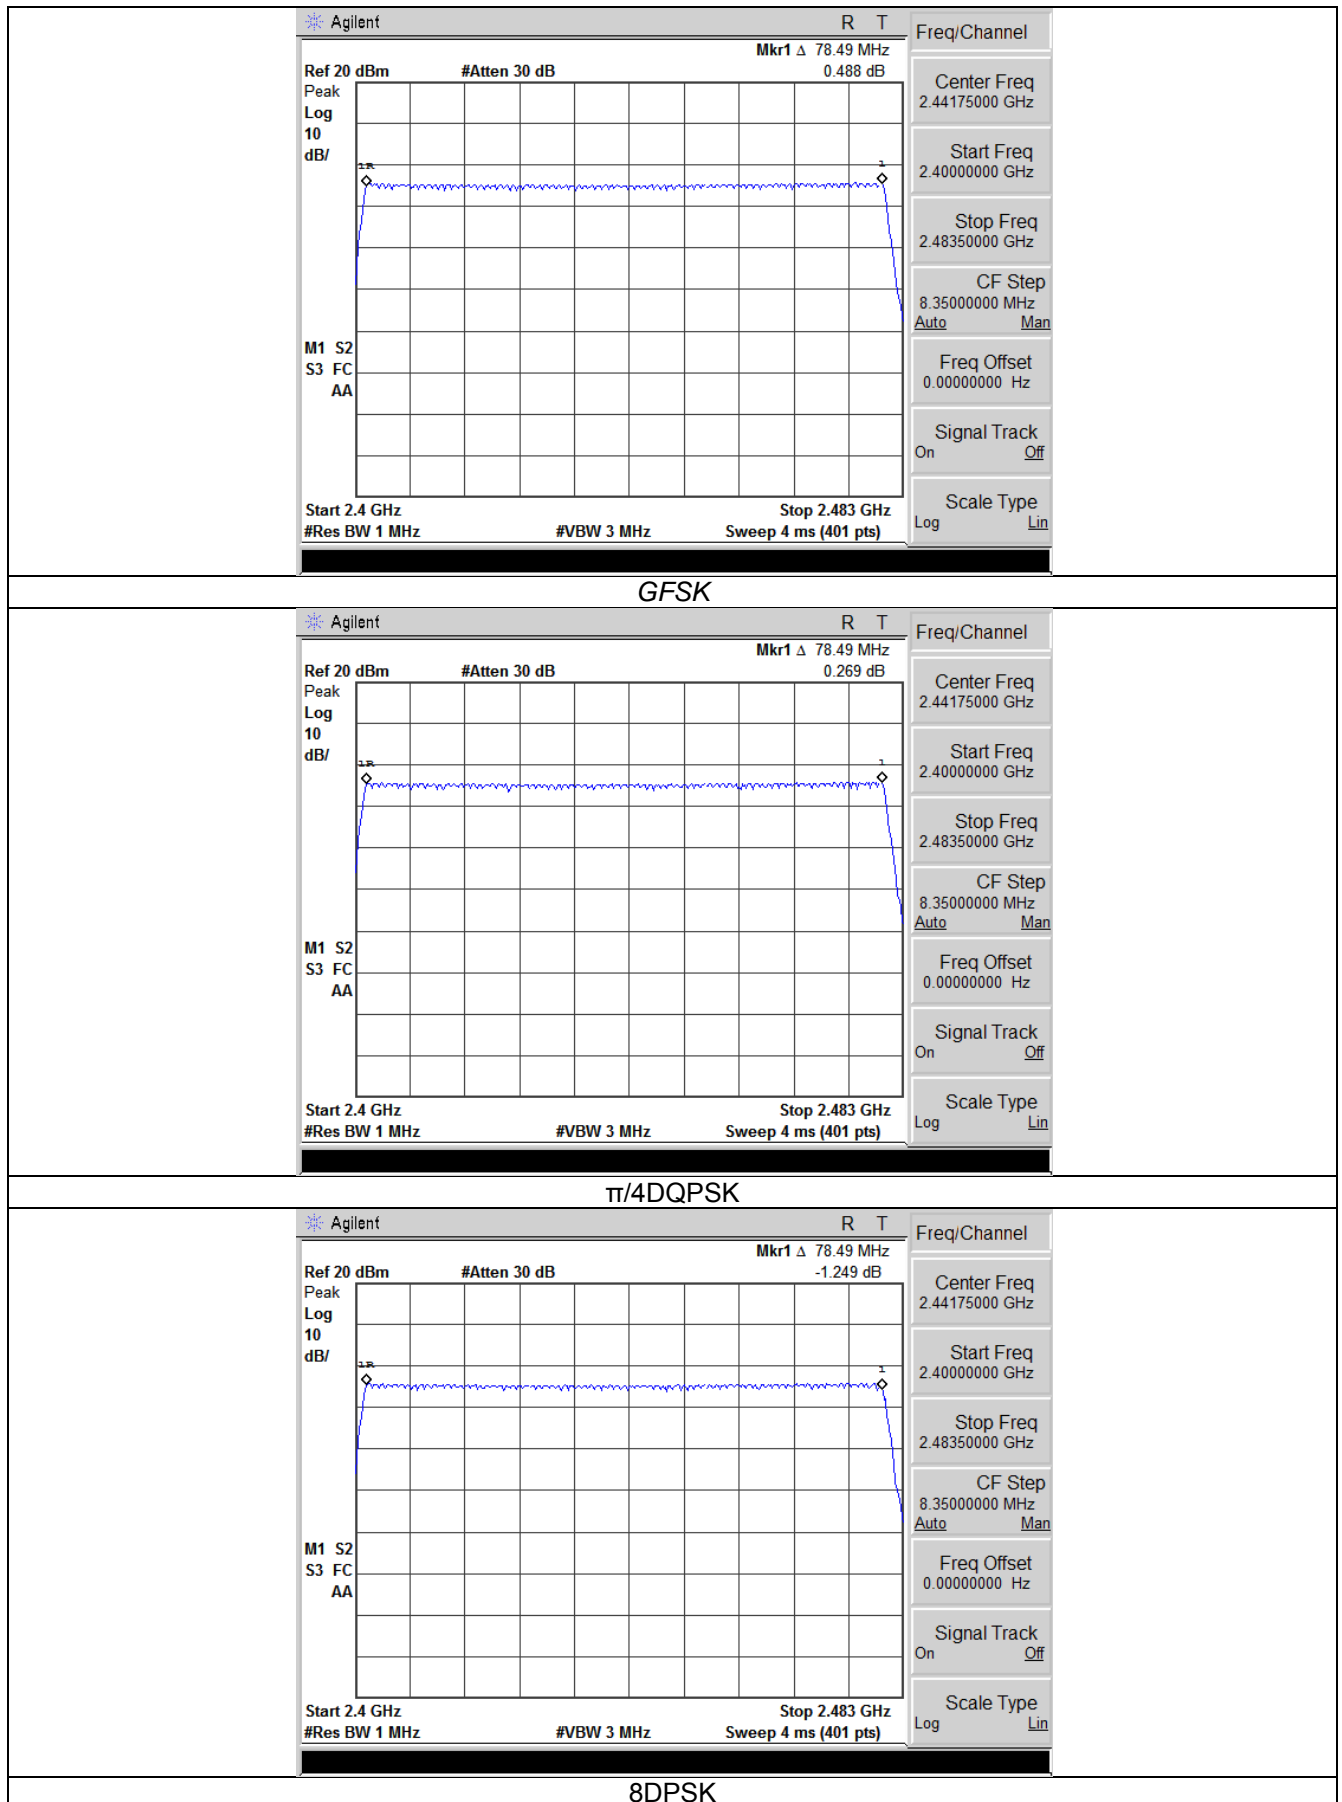 Agilent R T Freq/Channel
Mkr1 Δ 78.49 MHz
Ref 20 dBm #Atten 30 dB 0.488 dB
Peak
Log
10
dB/
1R 1
M1 S2
S3 FC
AA
Start 2.4 GHz Stop 2.483 GHz
#Res BW 1 MHz #VBW 3 MHz Sweep 4 ms (401 pts)
Center Freq
2.44175000 GHz
Start Freq
2.40000000 GHz
Stop Freq
2.48350000 GHz
CF Step
8.35000000 MHz
Auto Man
Freq Offset
0.00000000 Hz
Signal Track
On Off
Scale Type
Log Lin
GFSK
Agilent R T Freq/Channel
Mkr1 Δ 78.49 MHz
Ref 20 dBm #Atten 30 dB 0.269 dB
Peak
Log
10
dB/
1R 1
M1 S2
S3 FC
AA
Start 2.4 GHz Stop 2.483 GHz
#Res BW 1 MHz #VBW 3 MHz Sweep 4 ms (401 pts)
Center Freq
2.44175000 GHz
Start Freq
2.40000000 GHz
Stop Freq
2.48350000 GHz
CF Step
8.35000000 MHz
Auto Man
Freq Offset
0.00000000 Hz
Signal Track
On Off
Scale Type
Log Lin
π/4DQPSK
Agilent R T Freq/Channel
Mkr1 Δ 78.49 MHz
Ref 20 dBm #Atten 30 dB -1.249 dB
Peak
Log
10
dB/
1R 1
M1 S2
S3 FC
AA
Start 2.4 GHz Stop 2.483 GHz
#Res BW 1 MHz #VBW 3 MHz Sweep 4 ms (401 pts)
Center Freq
2.44175000 GHz
Start Freq
2.40000000 GHz
Stop Freq
2.48350000 GHz
CF Step
8.35000000 MHz
Auto Man
Freq Offset
0.00000000 Hz
Signal Track
On Off
Scale Type
Log Lin
8DPSK